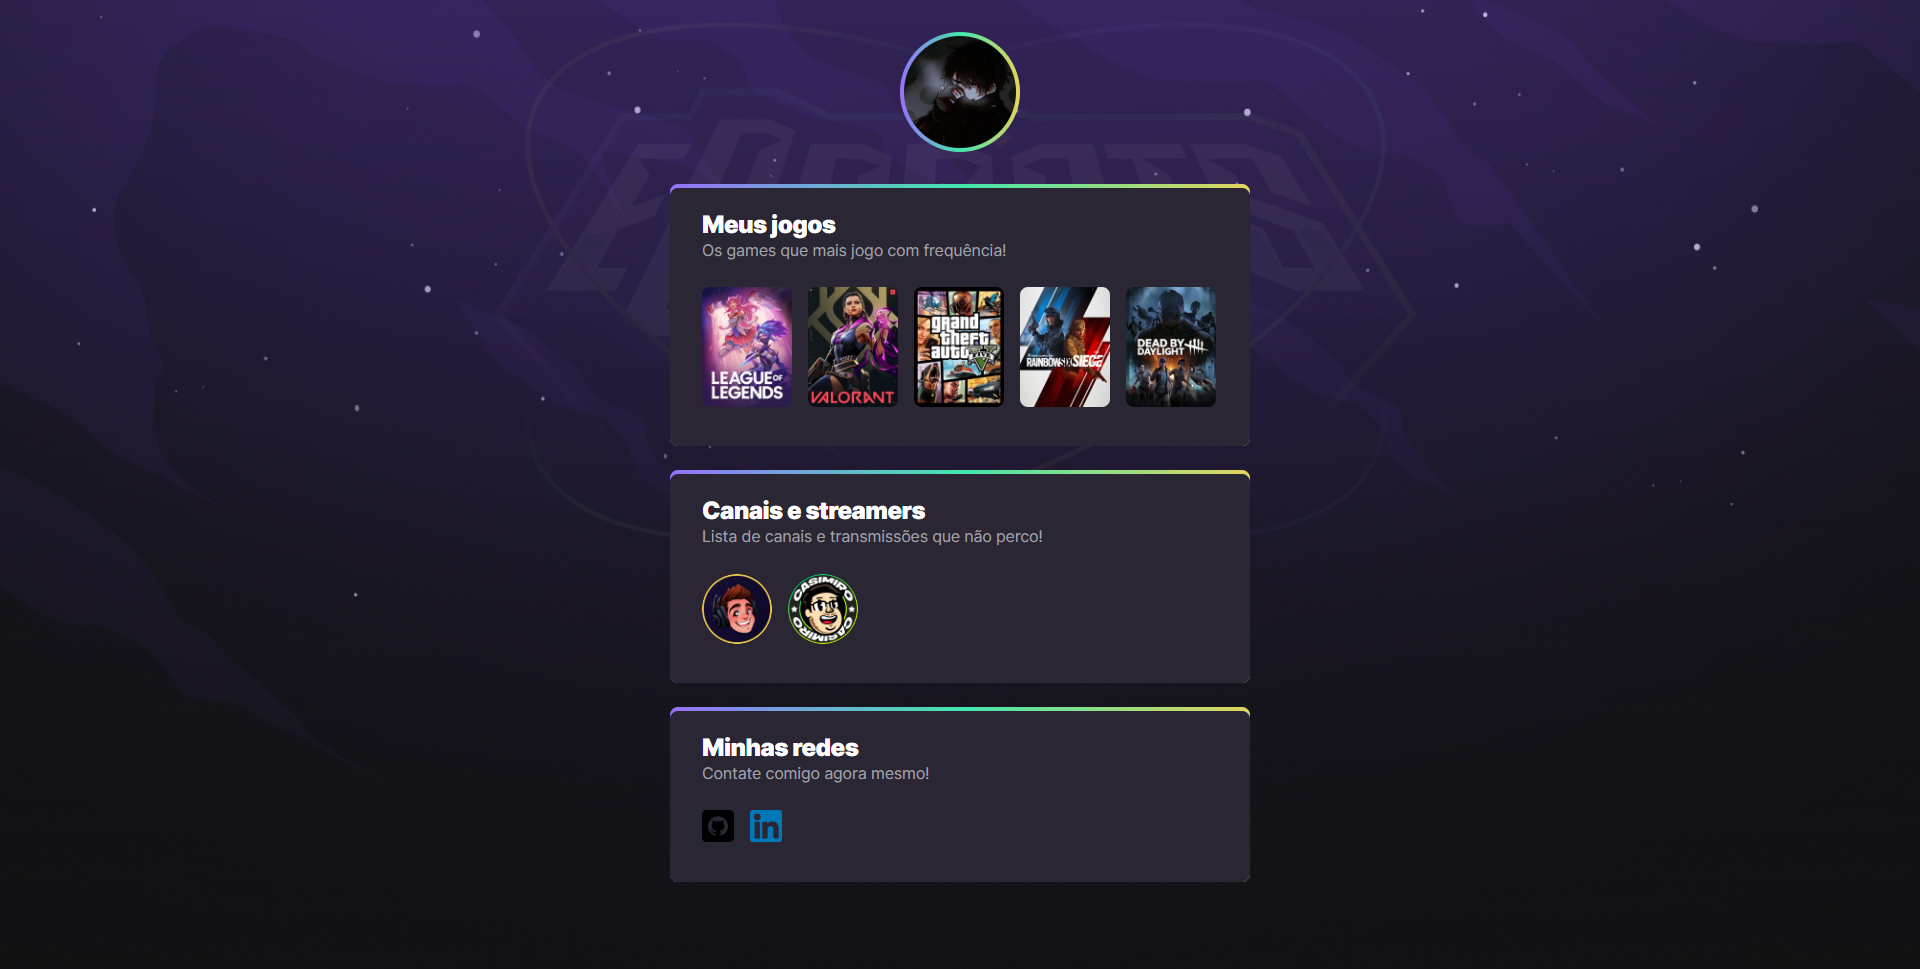 Meus jogos
Os games que mais jogo com frequência!
LEAGUE OF
LEGENDS
VALORANT
grand
theft
auto
V
RAINBOW SIX SIEGE
DEAD BY
DAYLIGHT
Canais e streamers
Lista de canais e transmissões que não perco!
CASIMIRO
CASIMIRO
Minhas redes
Contate comigo agora mesmo!
in